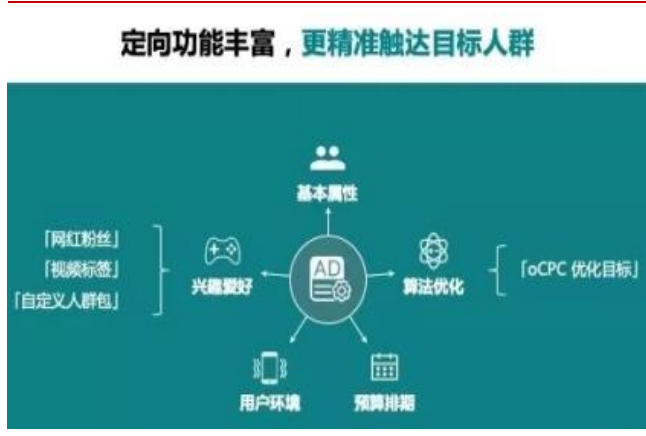 定向功能丰富，更精准触达目标人群
基本属性
「网红粉丝」
「视频标签」
「自定义人群包」
兴趣爱好
AD
算法优化
「oCPC 优化目标」
用户环境
预算排期